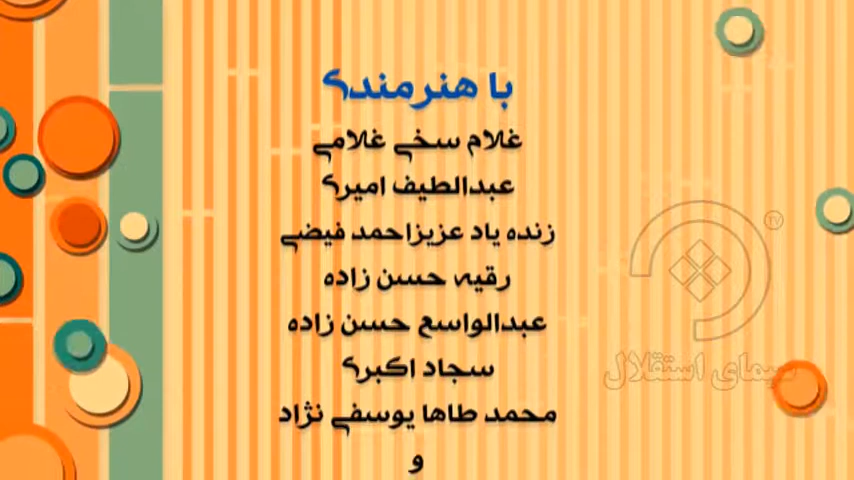 با هنرمندی
غلام سخی غلامی
عبدالطیف امیری
زنده یاد عزیزاحمد فیضی
رقیه حسن زاده
عبدالواسع حسن زاده
سجاد اکبری
محمد طاها یوسفی نژاد
و
TV
سیمای استقلال